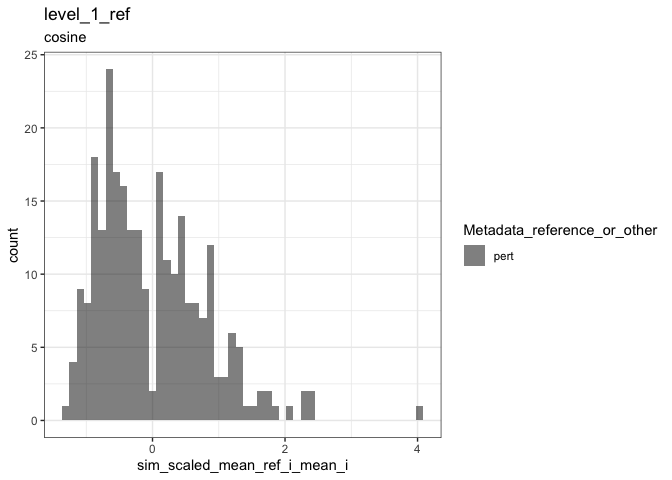 level_1_ref
cosine
25
20
15
10
5
0
count
0
2
4
sim_scaled_mean_ref_i_mean_i
Metadata_reference_or_other
pert